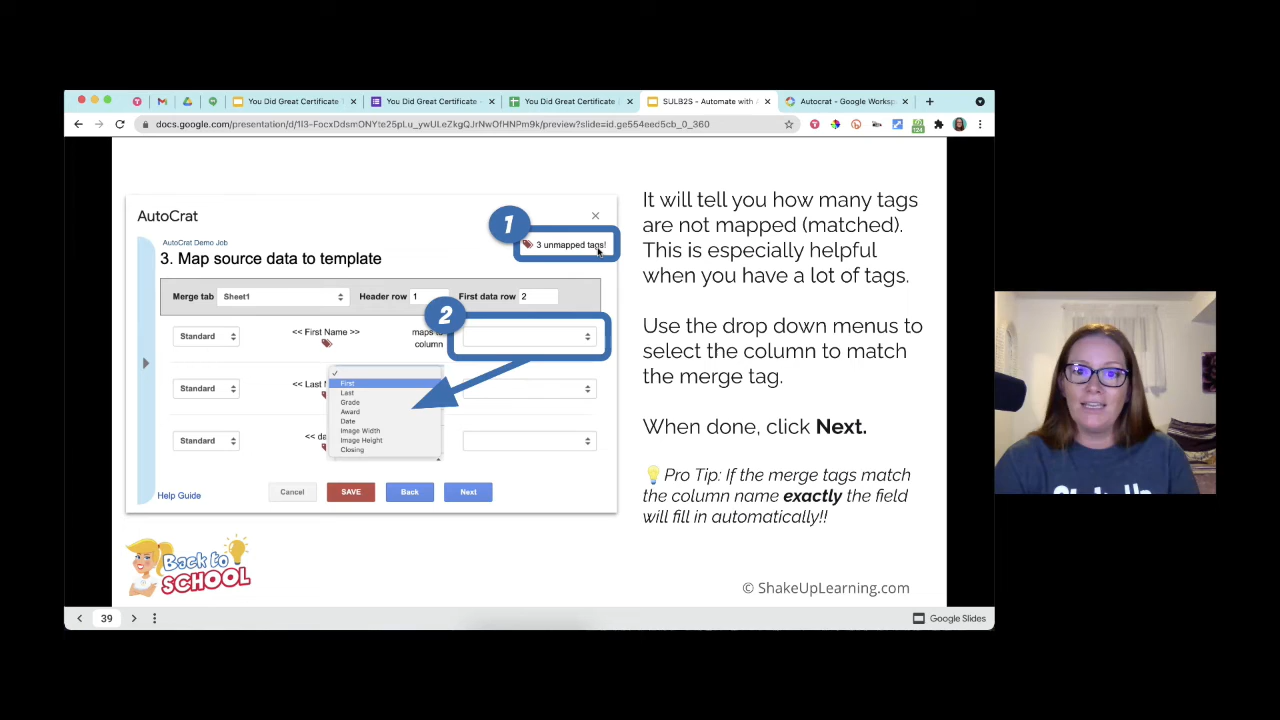 You Did Great Certificate T
You Did Great Certificate -
You Did Great Certificate
SULB2S - Automate with A
Autocrat - Google Worksp
docs.google.com/presentation/d/1I3-FocxDdsmONYte25pLu_ywULeZkgQJrNwOfHNPm9k/preview?slide=id.ge554eed5cb_0_360
124
AutoCrat
1
AutoCrat Demo Job
3 unmapped tags!
3. Map source data to template
Merge tab Sheet1 Header row 1 First data row 2
2
Standard << First Name >> maps to column
Standard << Last N
Standard << da
First
Last
Grade
Award
Date
Image Width
Image Height
Closing
Help Guide Cancel SAVE Back Next
It will tell you how many tags
are not mapped (matched).
This is especially helpful
when you have a lot of tags.
Use the drop down menus to
select the column to match
the merge tag.
When done, click Next.
💡Pro Tip: If the merge tags match
the column name exactly the field
will fill in automatically!!
Back to
SCHOOL
© ShakeUpLearning.com
39
Google Slides